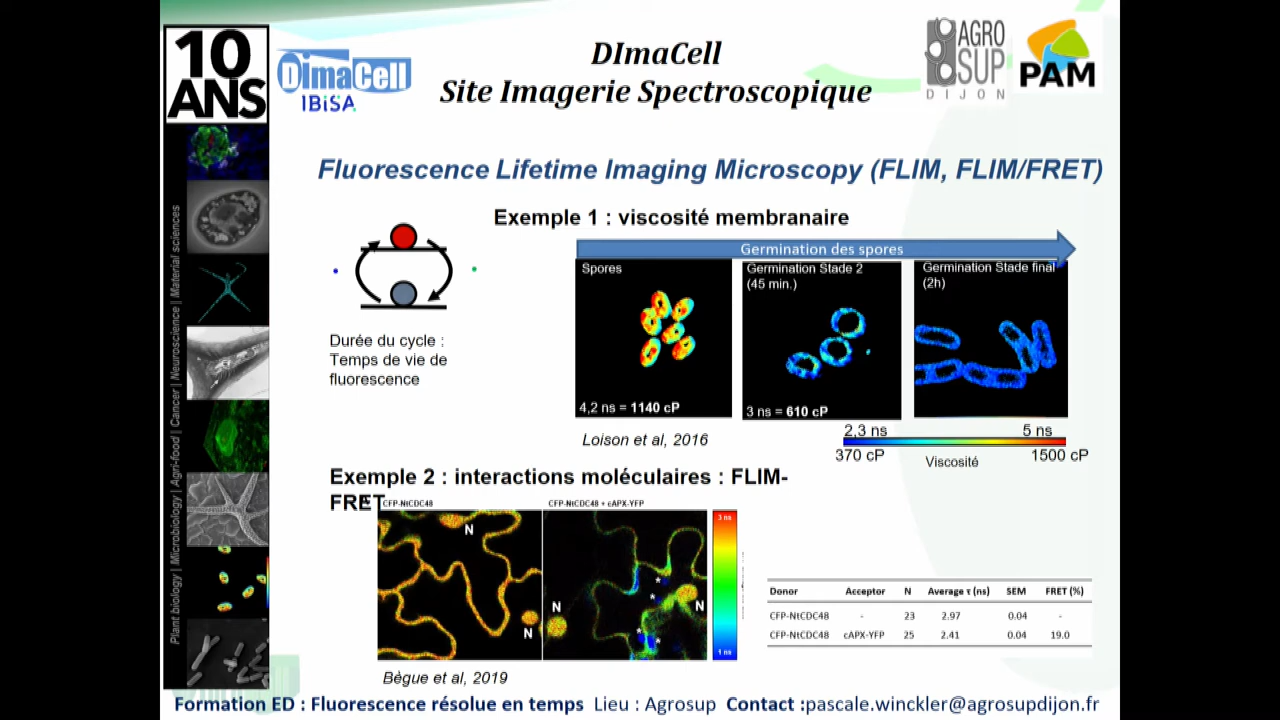 10
ANS
DimaCell
IBiSA
DImaCell
Site Imagerie Spectroscopique
AGRO
SUP
DIJON
PAM
Plant biology | Microbiology | Agri-food | Cancer | Neuroscience | Material sciences
Fluorescence Lifetime Imaging Microscopy (FLIM, FLIM/FRET)
Exemple 1 : viscosité membranaire
Germination des spores
Spores
4,2 ns = 1140 cP
Germination Stade 2
(45 min.)
3 ns = 610 cP
Germination Stade final
(2h)
Durée du cycle :
Temps de vie de
fluorescence
Loison et al, 2016
2,3 ns 5 ns
370 cP Viscosité 1500 cP
Exemple 2 : interactions moléculaires : FLIM-
FRET
CFP-NtCDC48
CFP-NtCDC48 + cAPX-YFP
N
N
N
N
* * * *
3 ns
1 ns
Donor Acceptor N Average τ (ns) SEM FRET (%)
CFP-NtCDC48 - 23 2.97 0.04 -
CFP-NtCDC48 cAPX-YFP 25 2.41 0.04 19.0
Bègue et al, 2019
Formation ED : Fluorescence résolue en temps Lieu : Agrosup Contact :pascale.winckler@agrosupdijon.fr